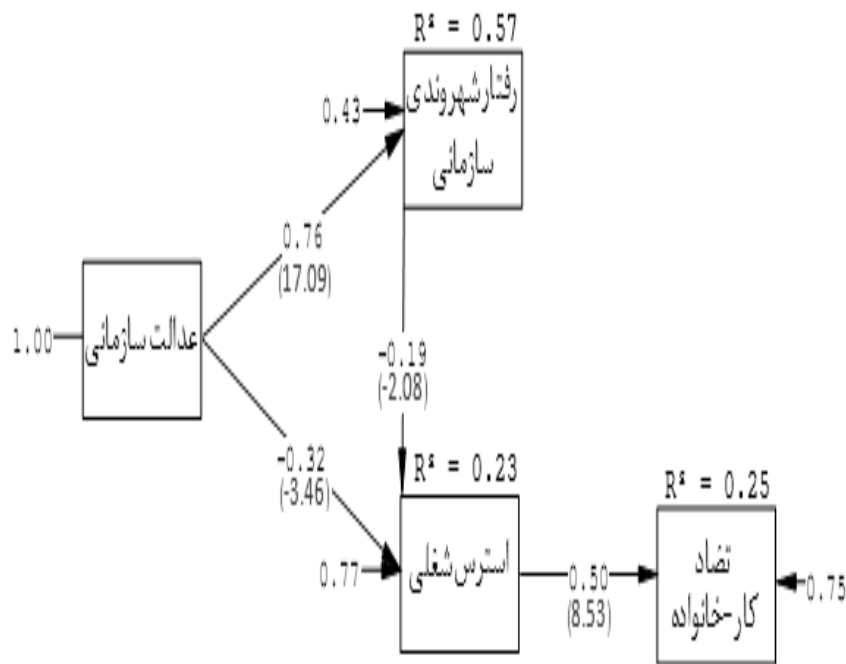 R² = 0.57
رفتار شهروندی
سازمانی
0.43
0.76
(17.09)
1.00
عدالت سازمانی
-0.19
(-2.08)
-0.32
(-3.46)
R² = 0.23
R² = 0.25
استرس شغلی
0.77
0.50
(8.53)
تضاد
کار-خانواده
0.75